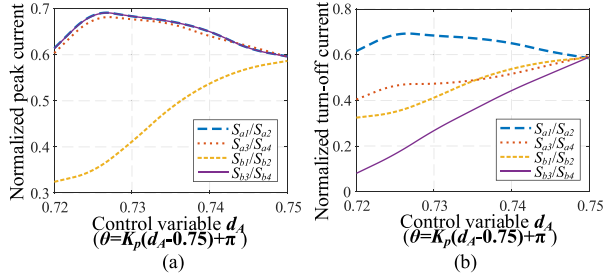 Normalized peak current
0.7
0.6
0.5
0.4
0.3
0.72
0.73
0.74
0.75
Sa1/Sa2
Sa3/Sa4
Sb1/Sb2
Sb3/Sb4
Control variable dA
(θ=Kp(dA-0.75)+π)
(a)
Normalized turn-off current
0.8
0.6
0.4
0.2
0
0.72
0.73
0.74
0.75
Sa1/Sa2
Sa3/Sa4
Sb1/Sb2
Sb3/Sb4
Control variable dA
(θ=Kp(dA-0.75)+π)
(b)